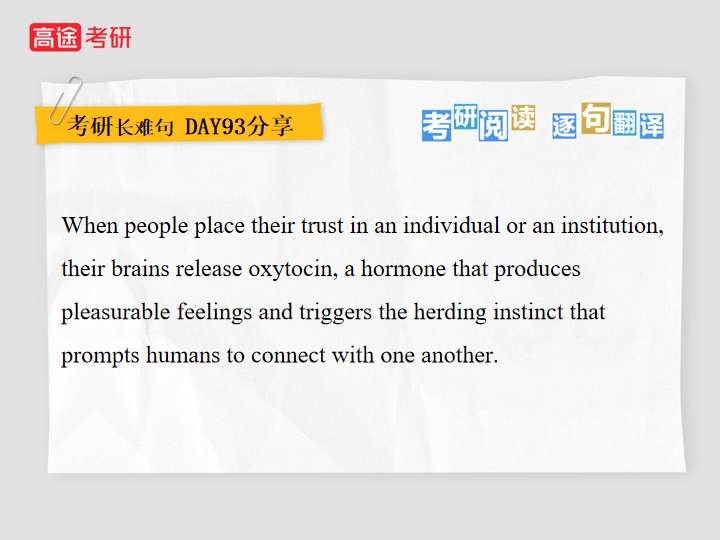 高途考研
考研长难句 DAY93分享
考研阅读 逐句翻译
When people place their trust in an individual or an institution,
their brains release oxytocin, a hormone that produces
pleasurable feelings and triggers the herding instinct that
prompts humans to connect with one another.